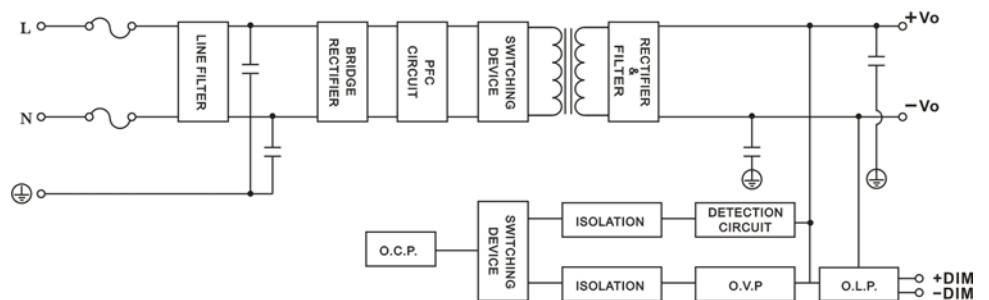 L
LINE FILTER
BRIDGE
RECTIFIER
PFC
CIRCUIT
SWITCHING
DEVICE
RECTIFIER
&
FILTER
+Vo
N
-Vo
O.C.P.
SWITCHING
DEVICE
ISOLATION
DETECTION
CIRCUIT
ISOLATION
O.V.P
O.L.P.
+DIM
-DIM